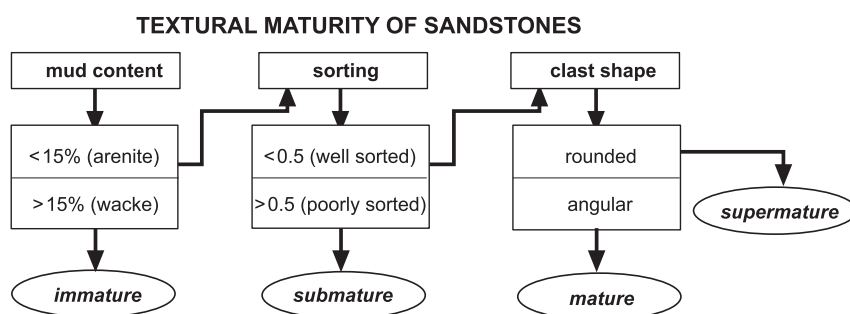 TEXTURAL MATURITY OF SANDSTONES
mud content
sorting
clast shape
<15% (arenite)
<0.5 (well sorted)
rounded
>15% (wacke)
>0.5 (poorly sorted)
angular
supermature
immature
submature
mature